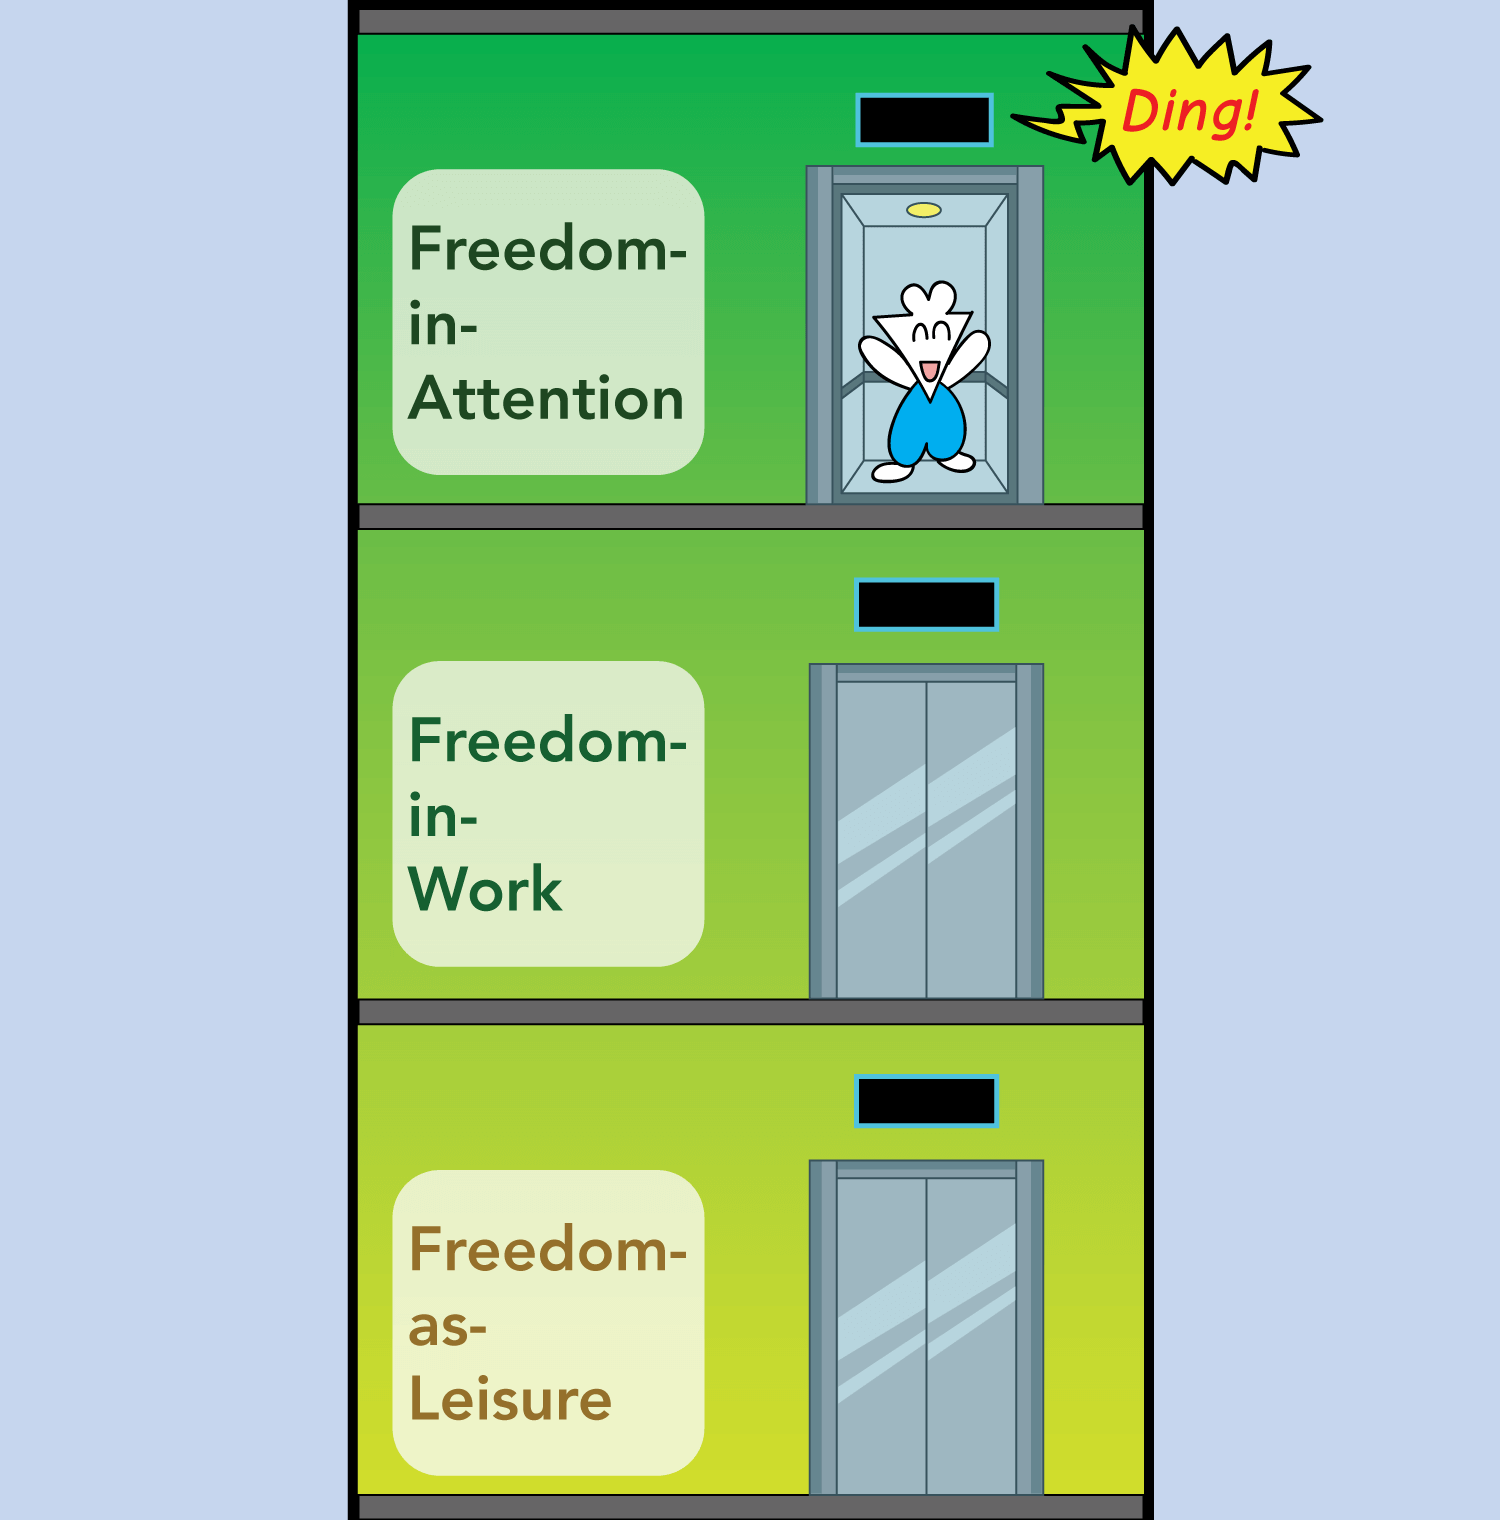 Ding!
Freedom-
in-
Attention
Freedom-
in-
Work
Freedom-
as-
Leisure